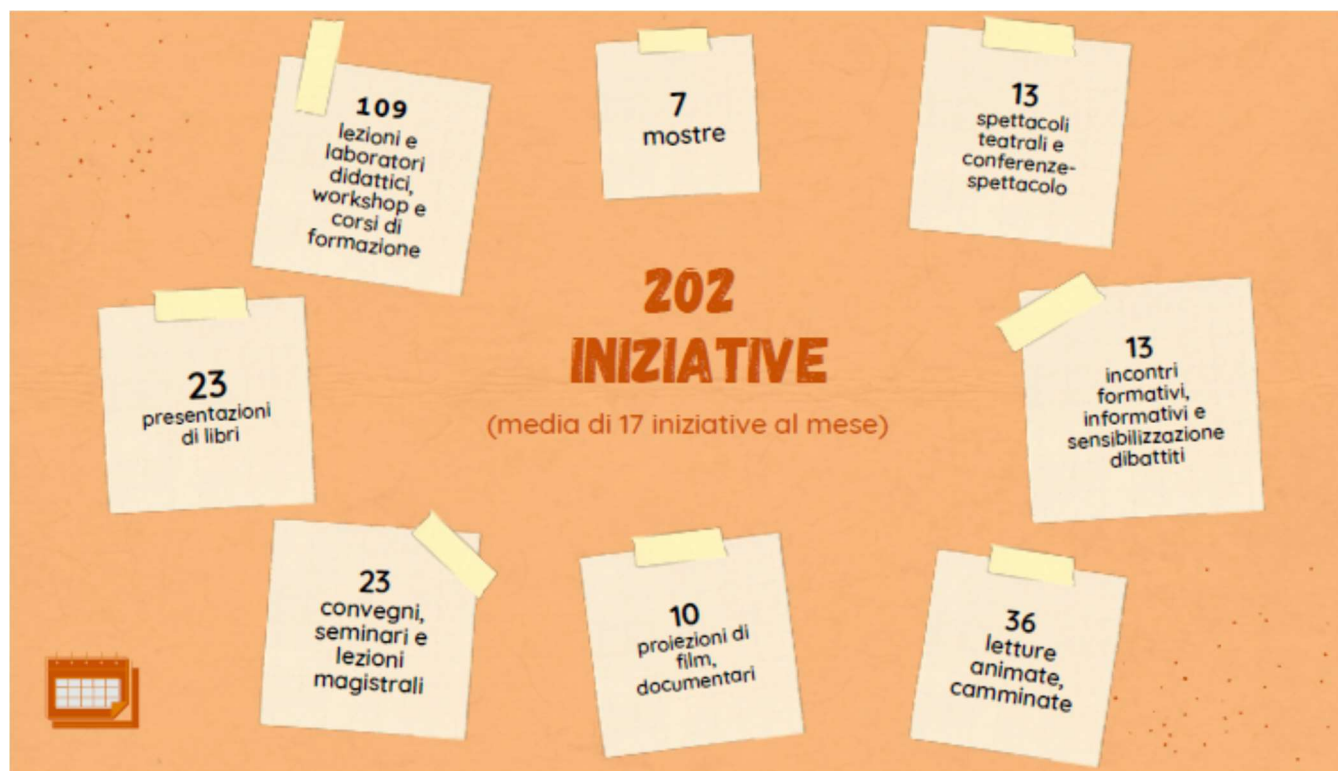 109
lezioni e
laboratori
didattici,
workshop e
corsi di
formazione
7
mostre
13
spettacoli
teatrali e
conferenze-
spettacolo
23
presentazioni
di libri
202
INIZIATIVE
(media di 17 iniziative al mese)
13
incontri
formativi,
informativi e
sensibilizzazione
dibattiti
23
convegni,
seminari e
lezioni
magistrali
10
proiezioni di
film,
documentari
36
letture
animate,
camminate